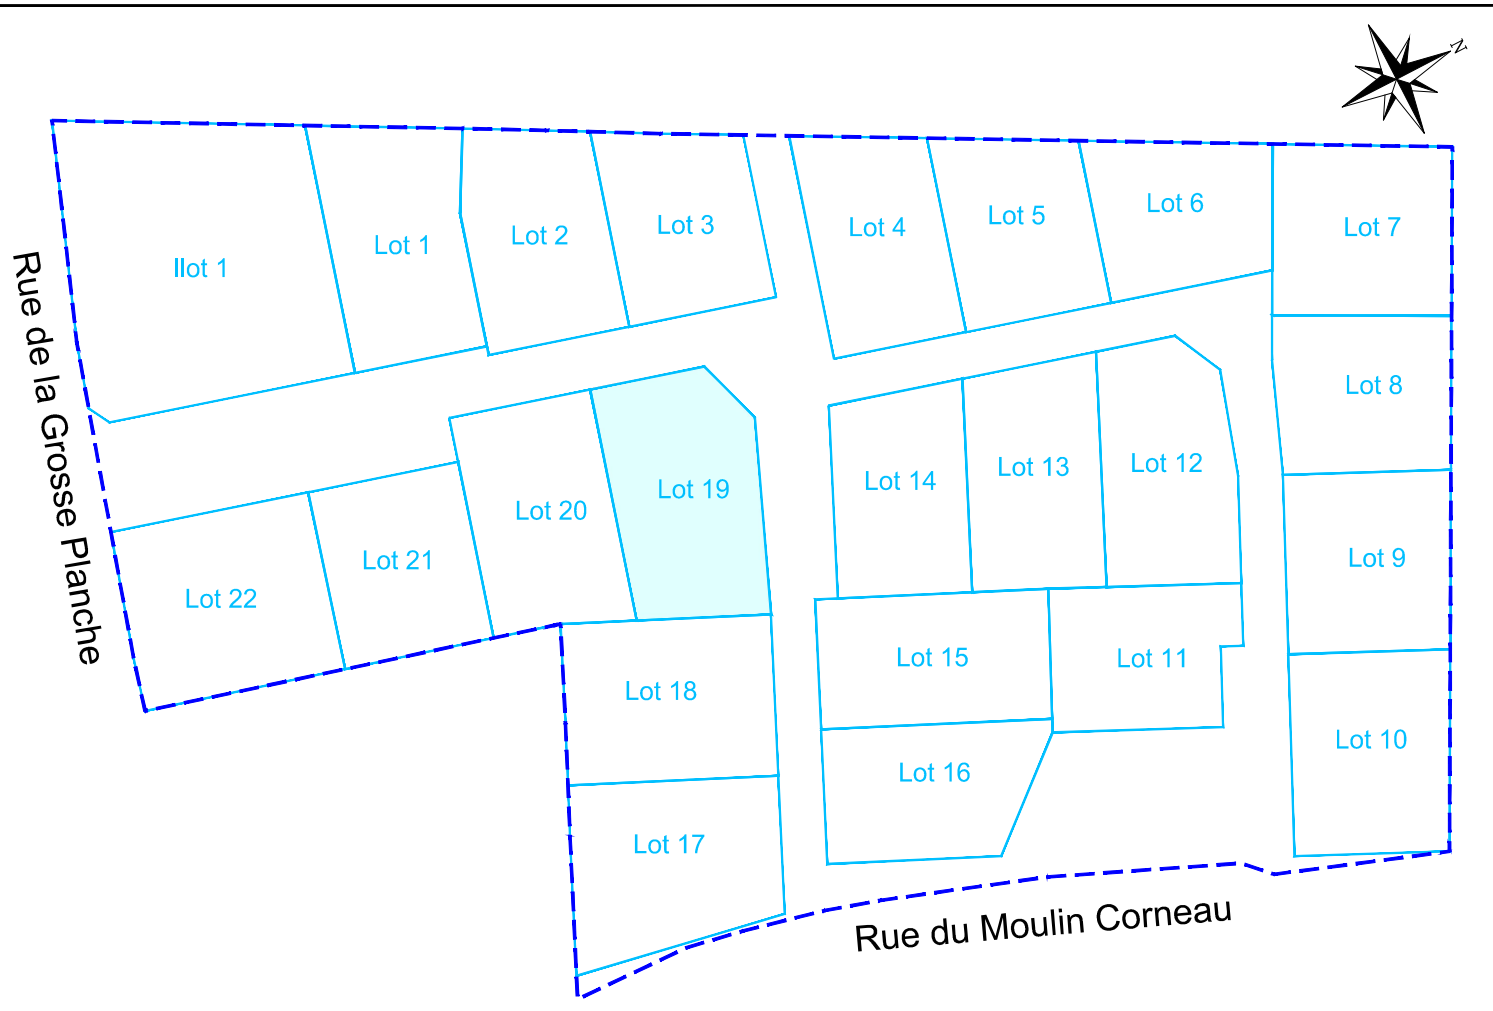 N
Ilot 1
Lot 1
Lot 2
Lot 3
Lot 4
Lot 5
Lot 6
Lot 7
Lot 8
Lot 9
Lot 10
Lot 11
Lot 12
Lot 13
Lot 14
Lot 15
Lot 16
Lot 17
Lot 18
Lot 19
Lot 20
Lot 21
Lot 22
Rue de la Grosse Planche
Rue du Moulin Corneau